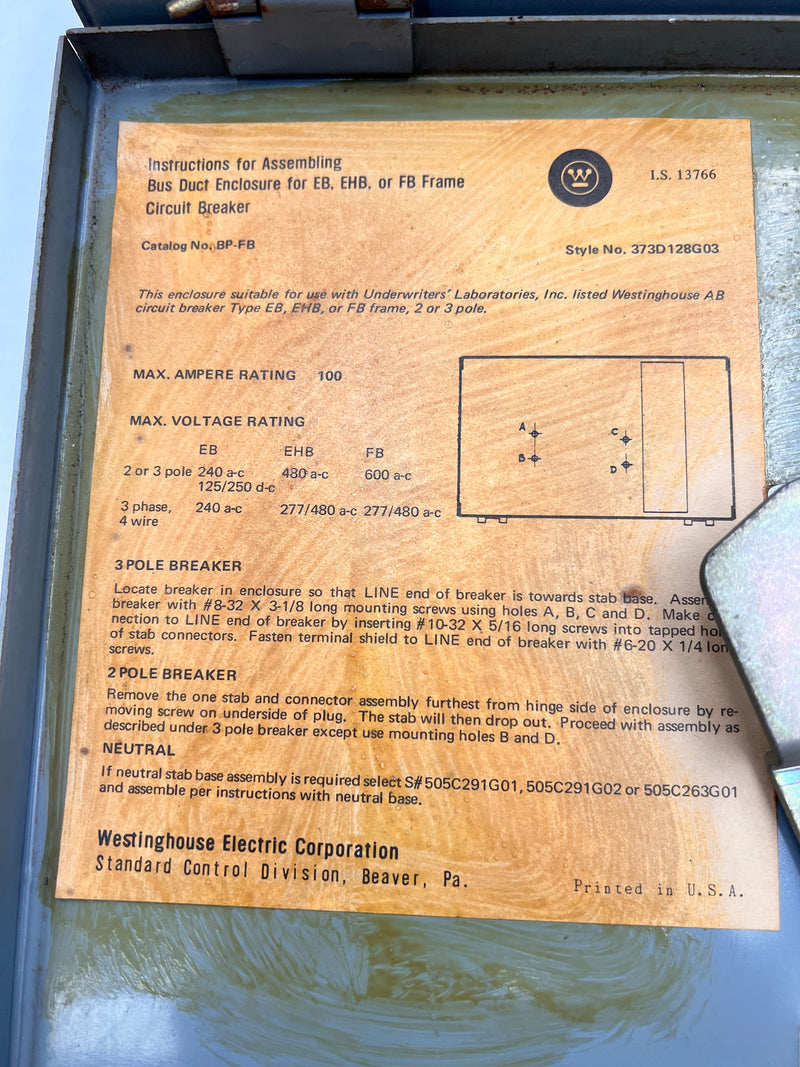 Instructions for Assembling
Bus Duct Enclosure for EB, EHB, or FB Frame
Circuit Breaker
I.S. 13766
Catalog No. BP-FB
Style No. 373D128G03
This enclosure suitable for use with Underwriters' Laboratories, Inc. listed Westinghouse AB
circuit breaker Type EB, EHB, or FB frame, 2 or 3 pole.
MAX. AMPERE RATING 100
MAX. VOLTAGE RATING
EB EHB FB
2 or 3 pole 240 a-c 480 a-c 600 a-c
125/250 d-c
3 phase, 240 a-c 277/480 a-c 277/480 a-c
4 wire
A
B
C
D
3 POLE BREAKER
Locate breaker in enclosure so that LINE end of breaker is towards stab base.
breaker with #8-32 X 3-1/8 long mounting screws using holes A, B, C and D. Make
nection to LINE end of breaker by inserting #10-32 X 5/16 long screws into tapped
of stab connectors. Fasten terminal shield to LINE end of breaker with #6-20 X 1/4 long
screws.
2 POLE BREAKER
Remove the one stab and connector assembly furthest from hinge side of enclosure by re-
moving screw on underside of plug. The stab will then drop out. Proceed with assembly as
described under 3 pole breaker except use mounting holes B and D.
NEUTRAL
If neutral stab base assembly is required select S# 505C291G01, 505C291G02 or 505C263G01
and assemble per instructions with neutral base.
Westinghouse Electric Corporation
Standard Control Division, Beaver, Pa.
Printed in U.S.A.